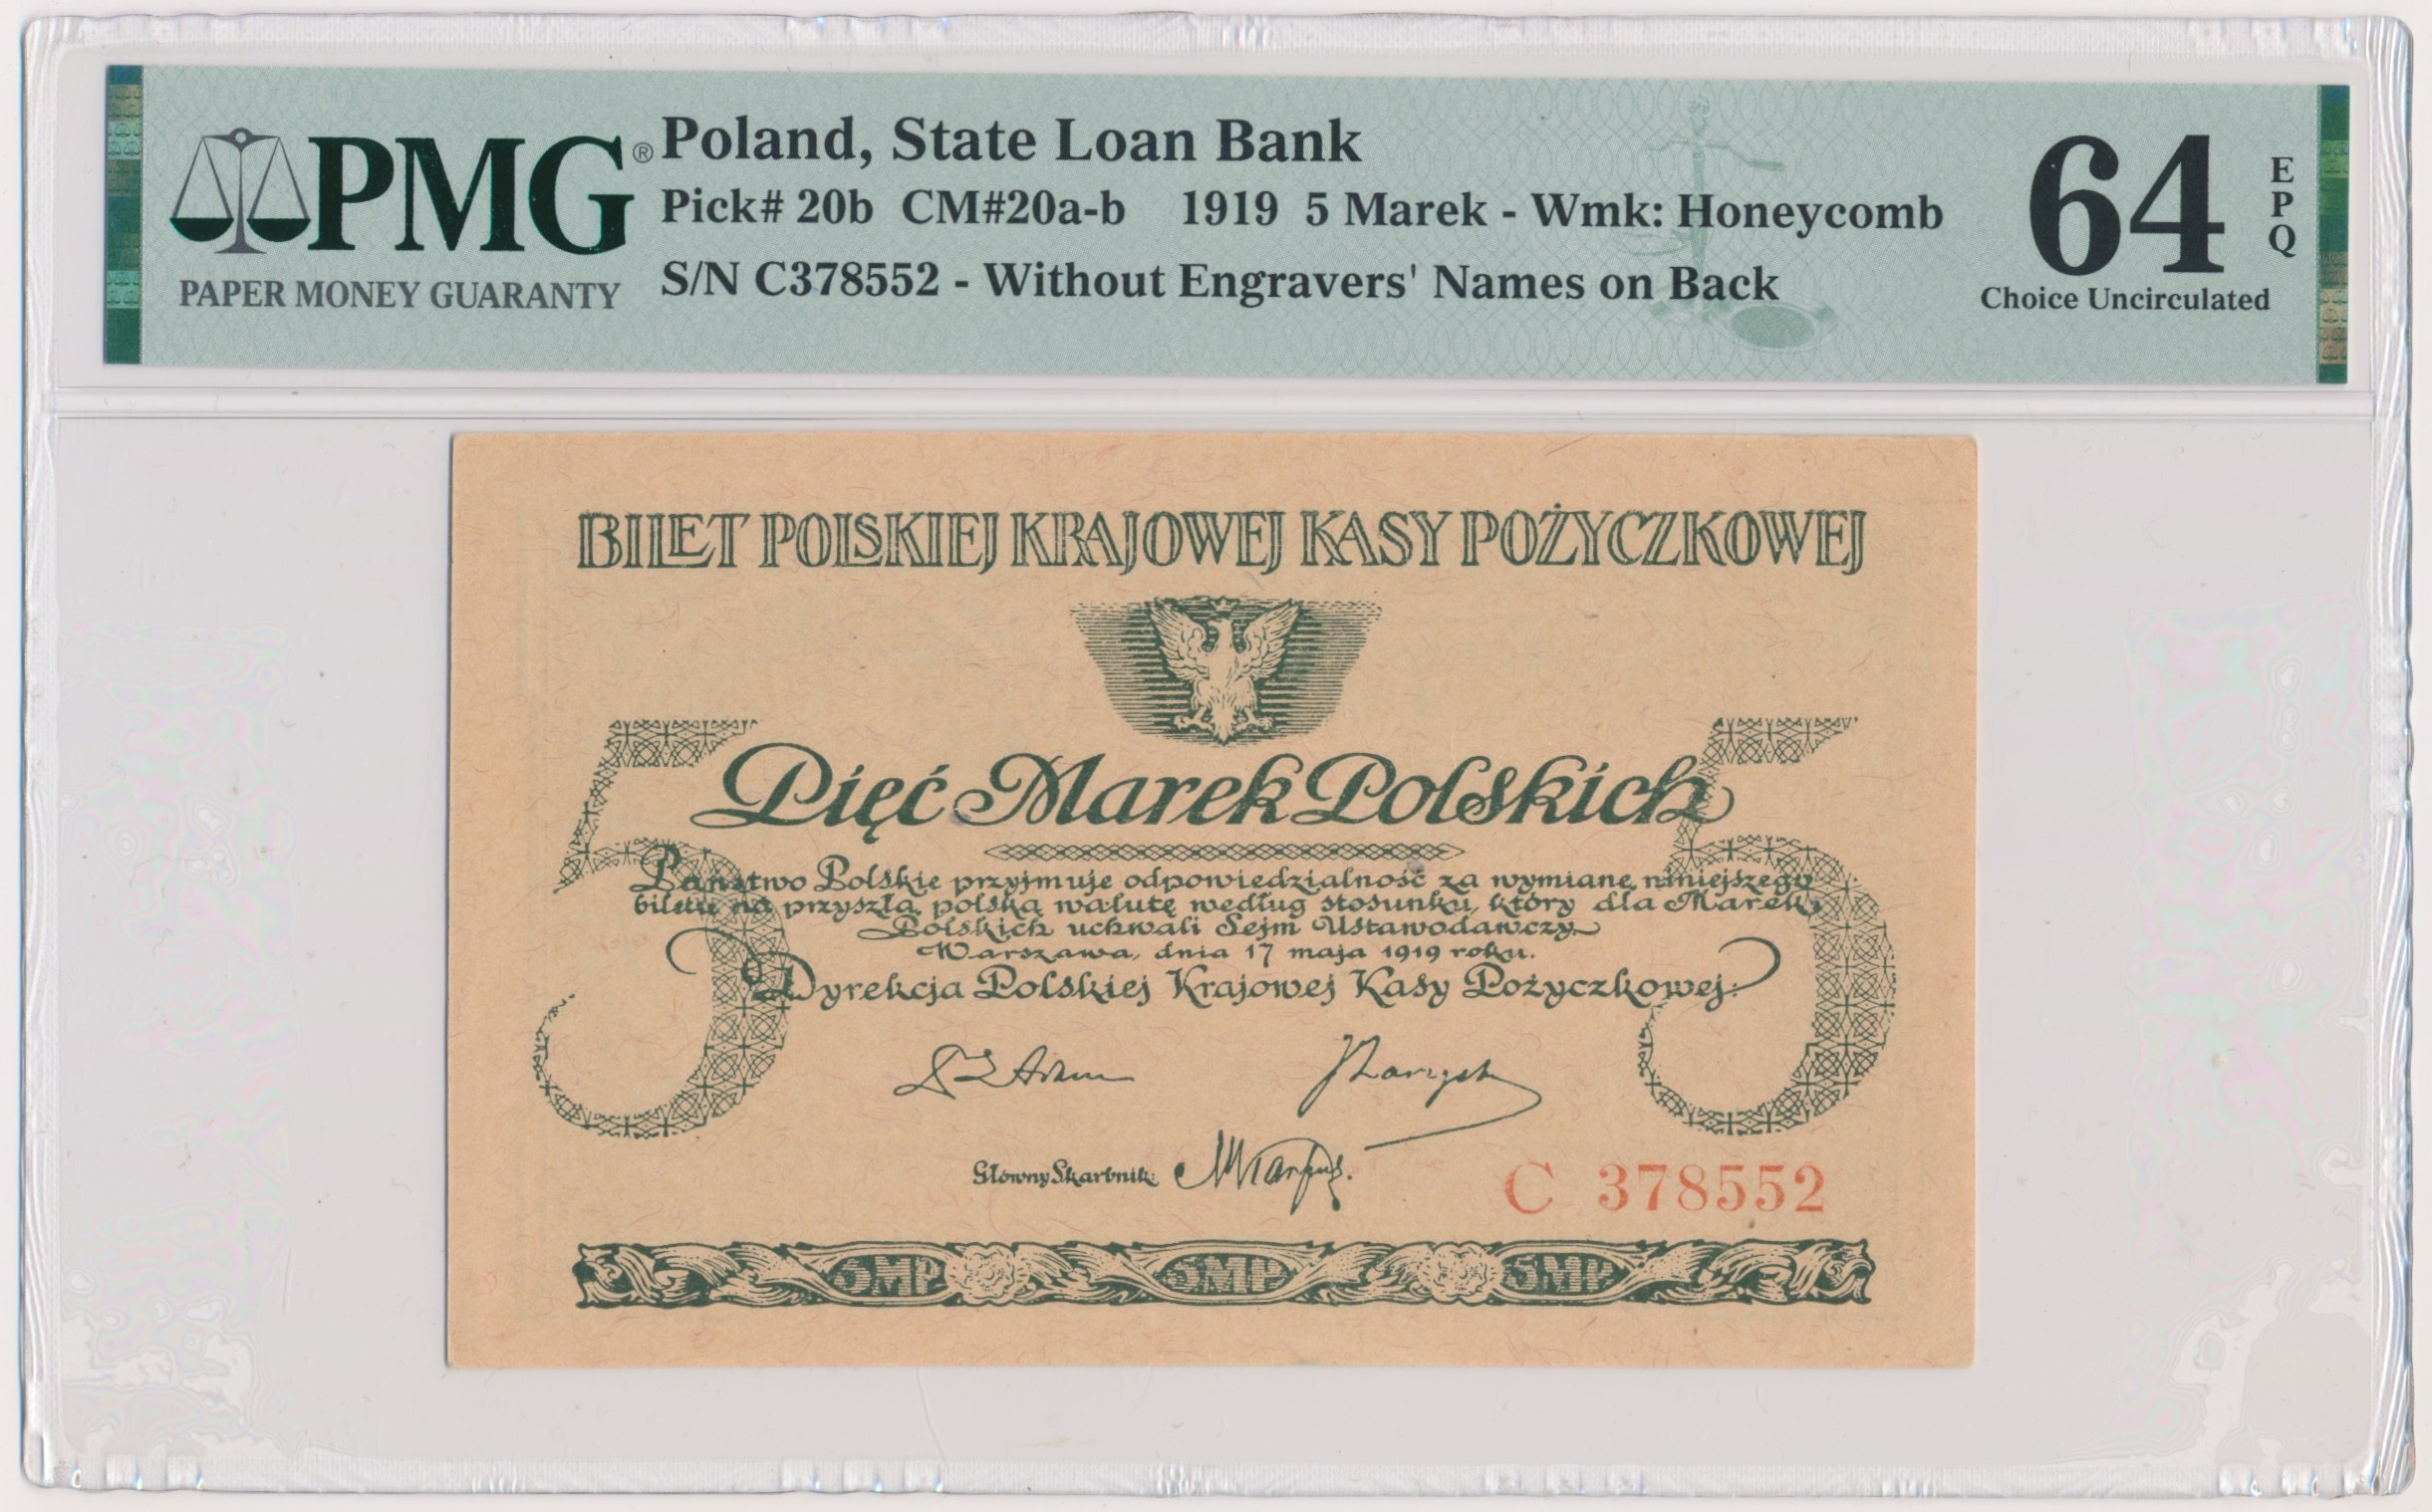 PMG®
PAPER MONEY GUARANTY
Poland, State Loan Bank
Pick# 20b CM#20a-b 1919 5 Marek - Wmk: Honeycomb
S/N C378552 - Without Engravers' Names on Back
64
EPQ
Choice Uncirculated
BILET POLSKIEJ KRAJOWEJ KASY POŻYCZKOWEJ
5 5
Pięć Marek Polskich
Państwo Polskie przyjmuje odpowiedzialność za wymianę niniejszego
biletu na przyszłą polską walutę według stosunku, który dla Marek
Polskich uchwali Sejm Ustawodawczy.
Warszawa, dnia 17 maja 1919 roku.
Dyrekcja Polskiej Krajowej Kasy Pożyczkowej:
Główny Skarbnik:
C 378552
5MP 5MP 5MP